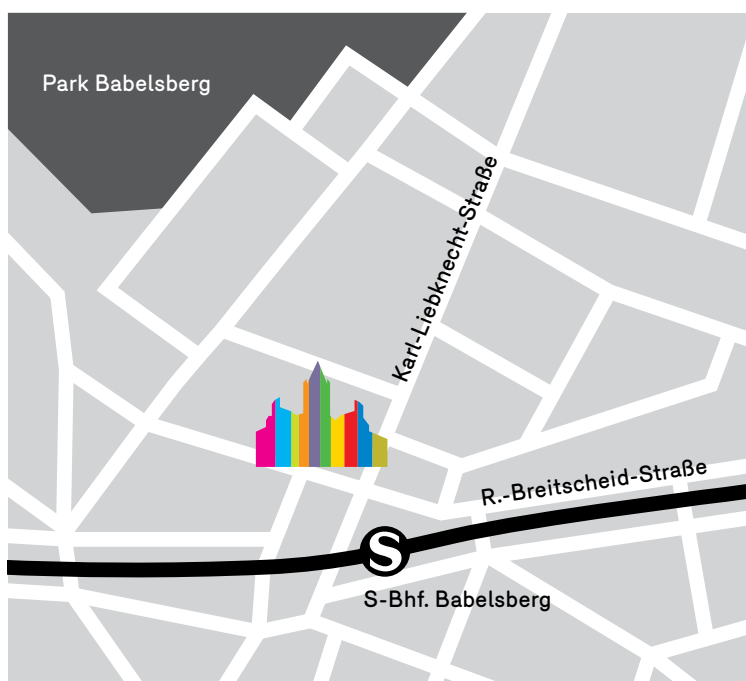 Park Babelsberg
Karl-Liebknecht-Straße
R.-Breitscheid-Straße
S
S-Bhf. Babelsberg